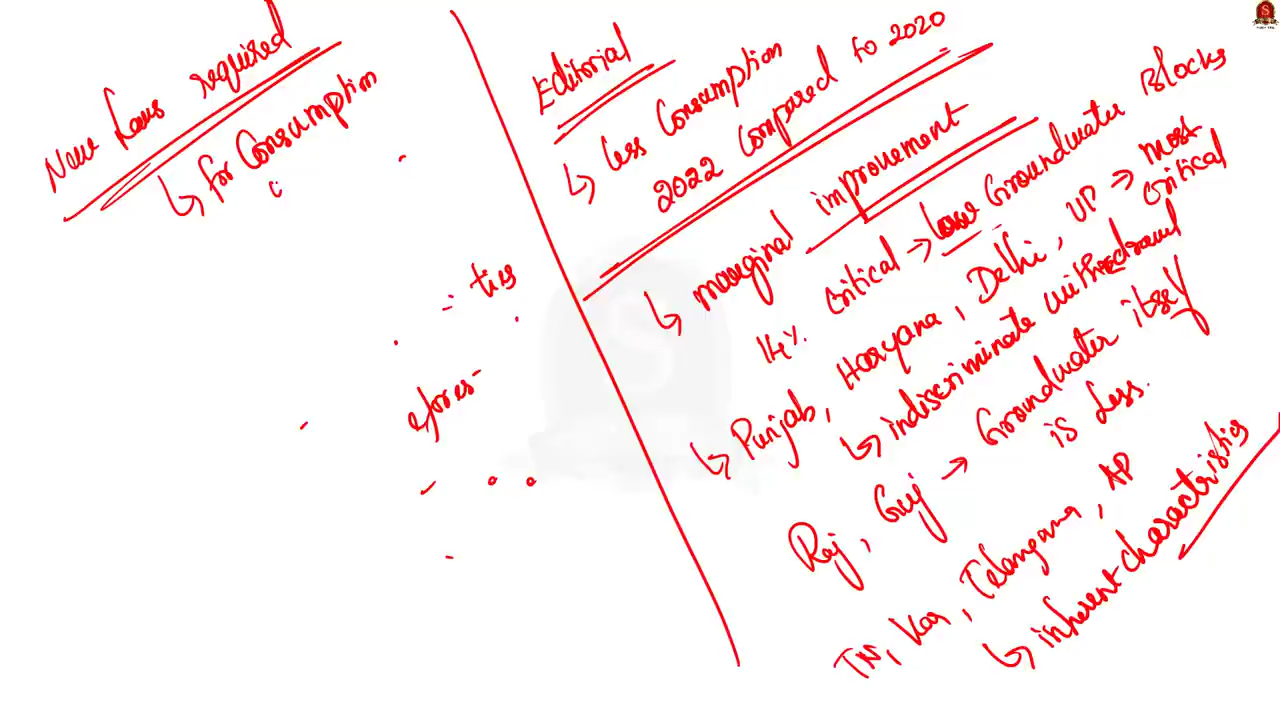 New Laws required
↳ for Consumption
ties
Editorial
↳ less Consumption
2022 Compared to 2020
↳ marginal improvement
14% critical → Low Groundwater Blocks
↳ Punjab, Haryana, Delhi, UP → most critical
↳ indiscriminate withdrawal
Raj, Guj → Groundwater itself
is Less.
TN, Kar, Telangana, AP
↳ inherent characteristics